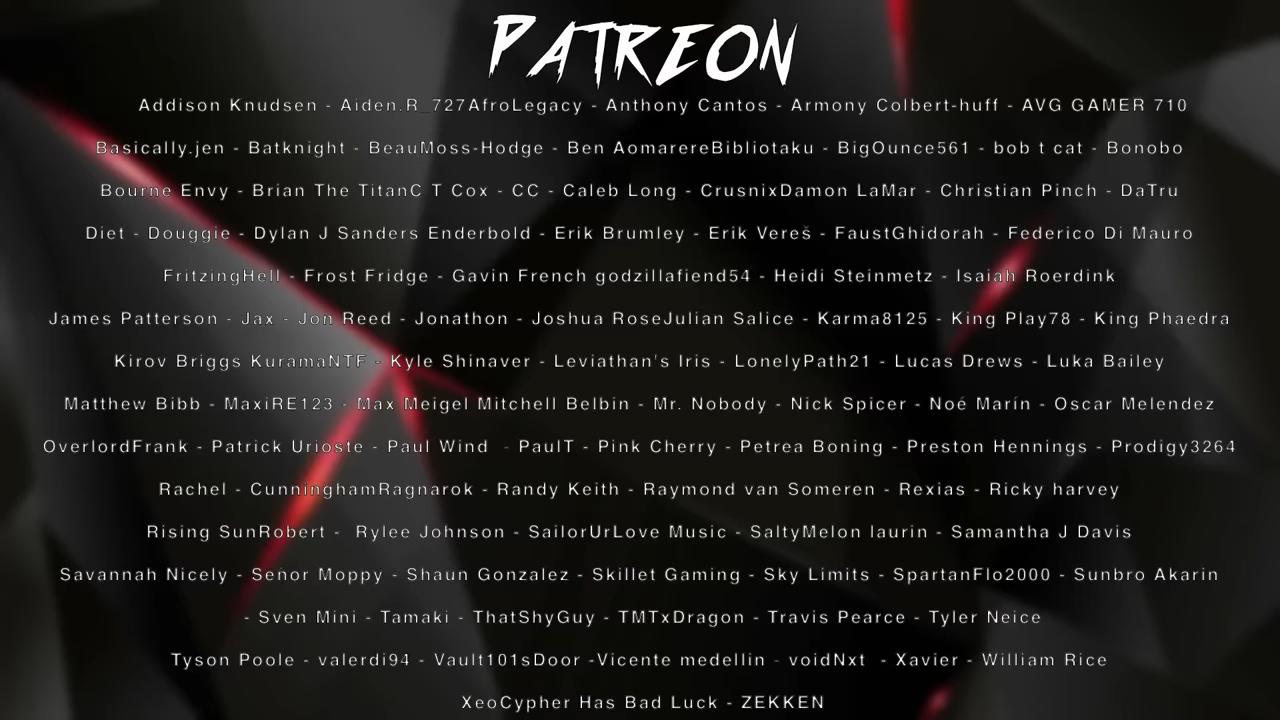 PATREON
Addison Knudsen - Aiden.R_727AfroLegacy - Anthony Cantos - Armony Colbert-huff - AVG GAMER 710
Basically.jen - Batknight - BeauMoss-Hodge - Ben AomarereBibliotaku - BigOunce561 - bob t cat - Bonobo
Bourne Envy - Brian The TitanC T Cox - CC - Caleb Long - CrusnixDamon LaMar - Christian Pinch - DaTru
Diet - Douggie - Dylan J Sanders Enderbold - Erik Brumley - Erik Vereš - FaustGhidorah - Federico Di Mauro
FritzingHell - Frost Fridge - Gavin French godzillafiend54 - Heidi Steinmetz - Isaiah Roerdink
James Patterson - Jax - Jon Reed - Jonathon - Joshua RoseJulian Salice - Karma8125 - King Play78 - King Phaedra
Kirov Briggs KuramaNTF - Kyle Shinaver - Leviathan's Iris - LonelyPath21 - Lucas Drews - Luka Bailey
Matthew Bibb - MaxiRE123 - Max Meigel Mitchell Belbin - Mr. Nobody - Nick Spicer - Noé Marín - Oscar Melendez
OverlordFrank - Patrick Urioste - Paul Wind - PaulT - Pink Cherry - Petrea Boning - Preston Hennings - Prodigy3264
Rachel - CunninghamRagnarok - Randy Keith - Raymond van Someren - Rexias - Ricky harvey
Rising SunRobert - Rylee Johnson - SailorUrLove Music - SaltyMelon laurin - Samantha J Davis
Savannah Nicely - Señor Moppy - Shaun Gonzalez - Skillet Gaming - Sky Limits - SpartanFlo2000 - Sunbro Akarin
- Sven Mini - Tamaki - ThatShyGuy - TMTxDragon - Travis Pearce - Tyler Neice
Tyson Poole - valerdi94 - Vault101sDoor -Vicente medellin - voidNxt - Xavier - William Rice
XeoCypher Has Bad Luck - ZEKKEN